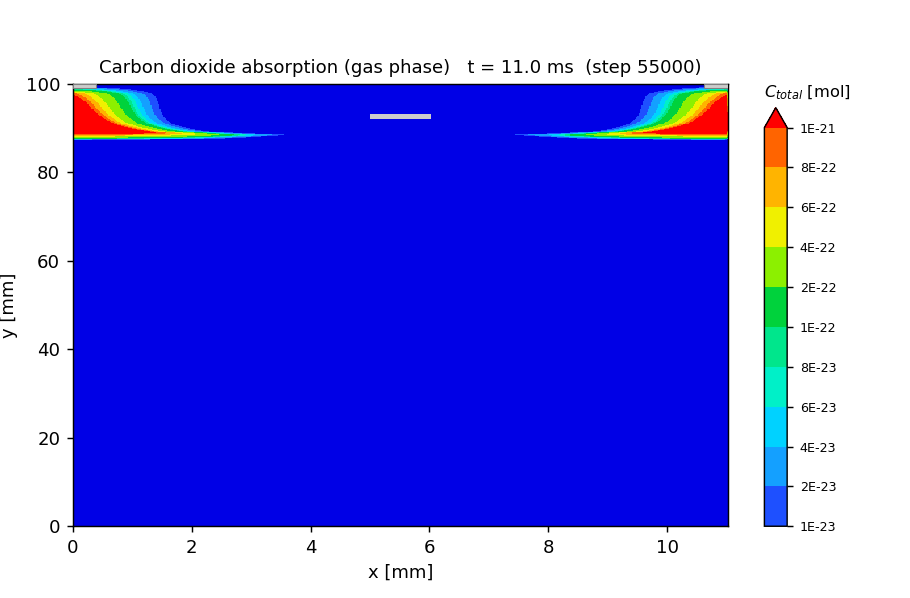 Carbon dioxide absorption (gas phase)   t = 11.0 ms  (step 55000)
C_total [mol]
1E-21
8E-22
6E-22
4E-22
2E-22
1E-22
8E-23
6E-23
4E-23
2E-23
1E-23
100
80
60
40
20
0
y [mm]
0 2 4 6 8 10
x [mm]